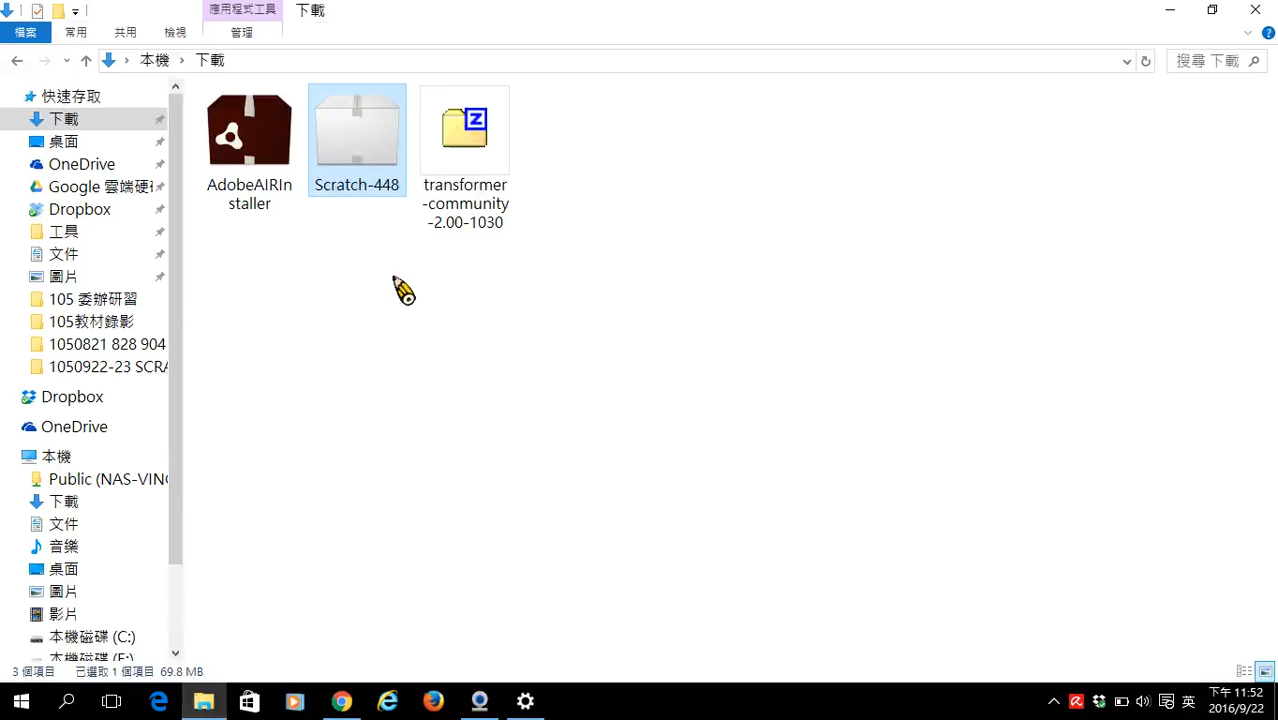 應用程式工具
下載
檔案
常用
共用
檢視
管理
本機
下載
搜尋 下載
快速存取
下載
桌面
OneDrive
Google 雲端硬
Dropbox
工具
文件
圖片
105 委辦研習
105教材錄影
1050821 828 904
1050922-23 SCRA
Dropbox
OneDrive
本機
Public (NAS-VING
下載
文件
音樂
桌面
圖片
影片
本機磁碟 (C:)
本機磁碟 (E:)
AdobeAIRIn
staller
Scratch-448
Z
transformer
-community
-2.00-1030
3 個項目
已選取 1 個項目 69.8 MB
英
下午 11:52
2016/9/22